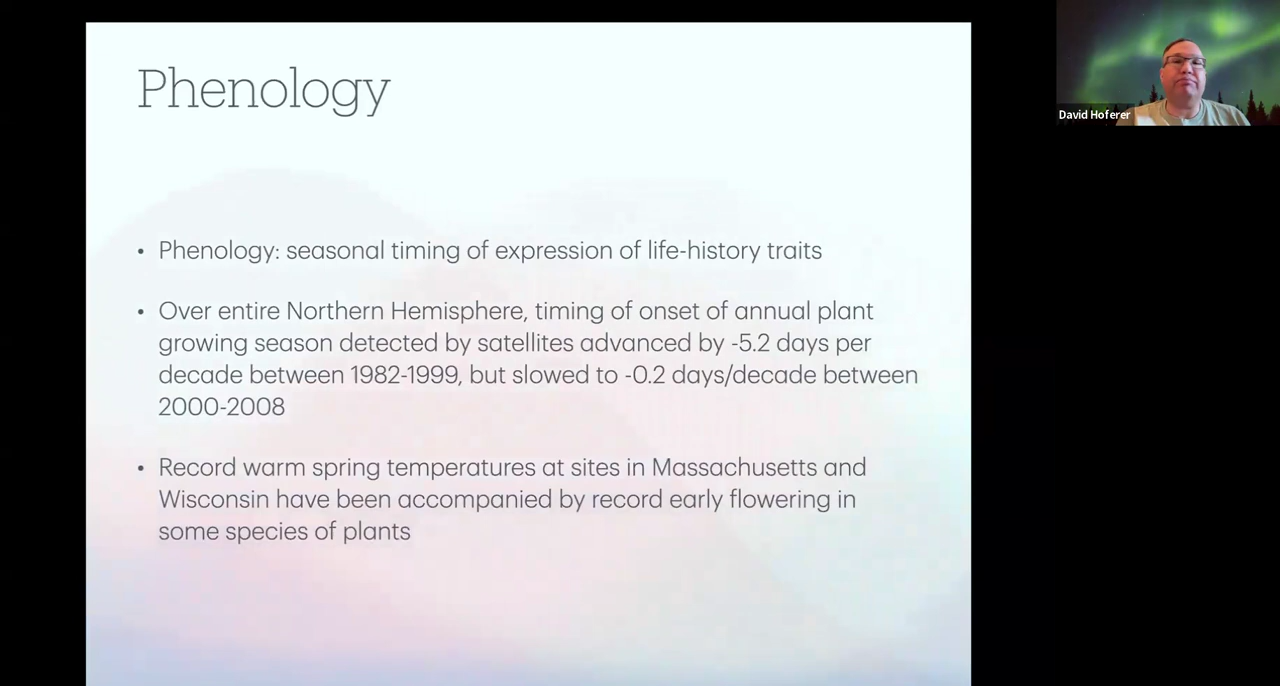 Phenology
• Phenology: seasonal timing of expression of life-history traits
• Over entire Northern Hemisphere, timing of onset of annual plant
growing season detected by satellites advanced by -5.2 days per
decade between 1982-1999, but slowed to -0.2 days/decade between
2000-2008
• Record warm spring temperatures at sites in Massachusetts and
Wisconsin have been accompanied by record early flowering in
some species of plants
David Hoferer